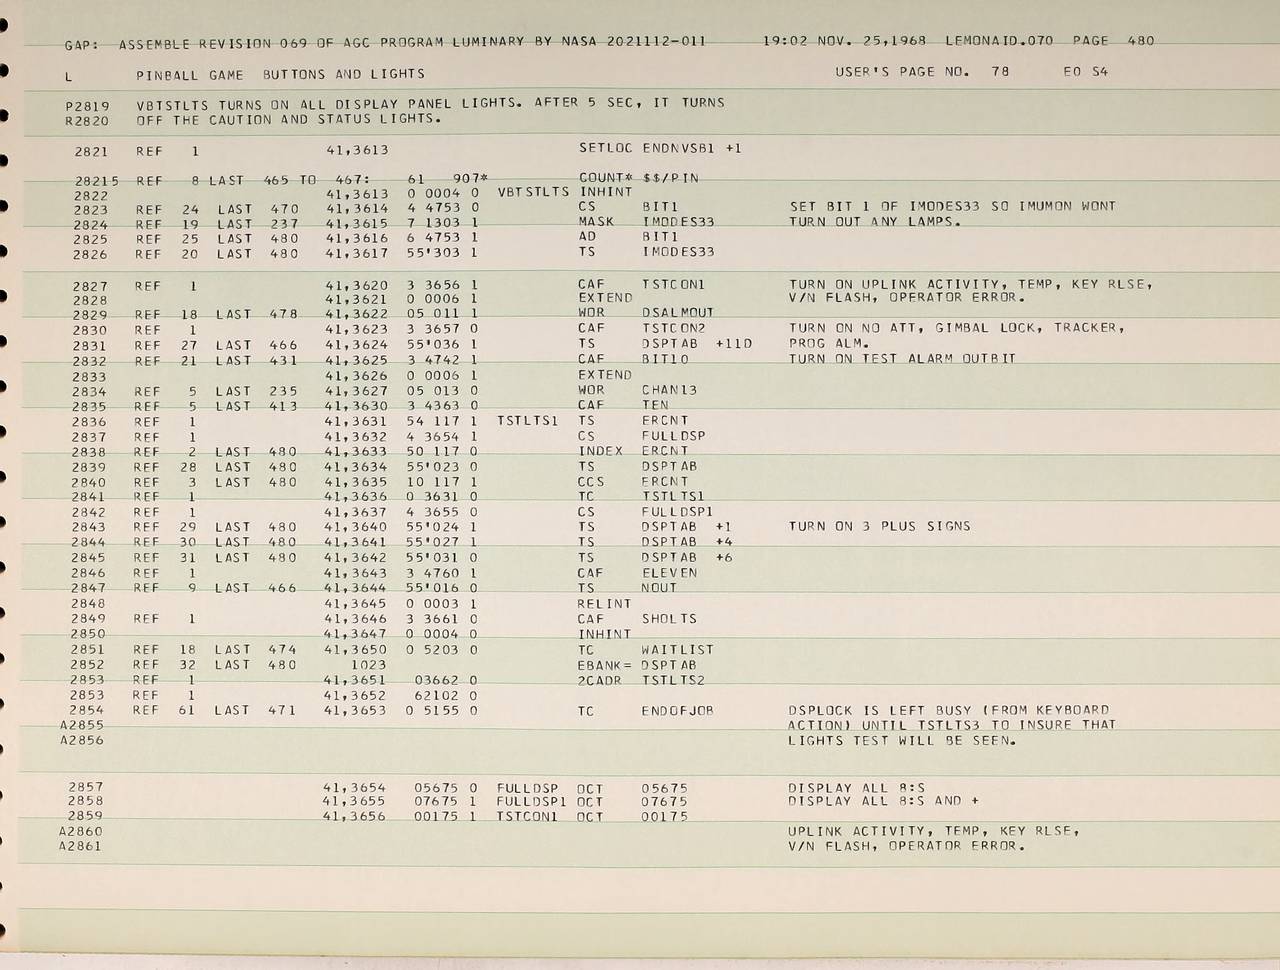 GAP: ASSEMBLE REVISION 069 OF AGC PROGRAM LUMINARY BY NASA 2021112-011 19:02 NOV. 25,1968 LEMONAID.070 PAGE 480
L PINBALL GAME BUTTONS AND LIGHTS USER'S PAGE NO. 78 E0 S4
P2819 VBTSTLTS TURNS ON ALL DISPLAY PANEL LIGHTS. AFTER 5 SEC, IT TURNS
R2820 OFF THE CAUTION AND STATUS LIGHTS.
2821 REF 1 41,3613 SETLOC ENDNVSB1 +1
28215 REF 8 LAST 465 TO 467: 61 907* COUNT* $$/PIN
2822 41,3613 0 0004 0 VBTSTLTS INHINT
2823 REF 24 LAST 470 41,3614 4 4753 0 CS BIT1 SET BIT 1 OF IMODES33 SO IMUMON WONT
2824 REF 19 LAST 237 41,3615 7 1303 1 MASK IMODES33 TURN OUT ANY LAMPS.
2825 REF 25 LAST 480 41,3616 6 4753 1 AD BIT1
2826 REF 20 LAST 480 41,3617 55'303 1 TS IMODES33
2827 REF 1 41,3620 3 3656 1 CAF TSTCON1 TURN ON UPLINK ACTIVITY, TEMP, KEY RLSE,
2828 41,3621 0 0006 1 EXTEND V/N FLASH, OPERATOR ERROR.
2829 REF 18 LAST 478 41,3622 05 011 1 WOR DSALMOUT
2830 REF 1 41,3623 3 3657 0 CAF TSTCON2 TURN ON NO ATT, GIMBAL LOCK, TRACKER,
2831 REF 27 LAST 466 41,3624 55'036 1 TS DSPTAB +11D PROG ALM.
2832 REF 21 LAST 431 41,3625 3 4742 1 CAF BIT10 TURN ON TEST ALARM OUTBIT
2833 41,3626 0 0006 1 EXTEND
2834 REF 5 LAST 235 41,3627 05 013 0 WOR CHAN13
2835 REF 5 LAST 413 41,3630 3 4363 0 CAF TEN
2836 REF 1 41,3631 54 117 1 TSTLTS1 TS ERCNT
2837 REF 1 41,3632 4 3654 1 CS FULLDSP
2838 REF 2 LAST 480 41,3633 50 117 0 INDEX ERCNT
2839 REF 28 LAST 480 41,3634 55'023 0 TS DSPTAB
2840 REF 3 LAST 480 41,3635 10 117 1 CCS ERCNT
2841 REF 1 41,3636 0 3631 0 TC TSTLTS1
2842 REF 1 41,3637 4 3655 0 CS FULLDSP1
2843 REF 29 LAST 480 41,3640 55'024 1 TS DSPTAB +1 TURN ON 3 PLUS SIGNS
2844 REF 30 LAST 480 41,3641 55'027 1 TS DSPTAB +4
2845 REF 31 LAST 480 41,3642 55'031 0 TS DSPTAB +6
2846 REF 1 41,3643 3 4760 1 CAF ELEVEN
2847 REF 9 LAST 466 41,3644 55'016 0 TS NOUT
2848 41,3645 0 0003 1 RELINT
2849 REF 1 41,3646 3 3661 0 CAF SHOLTS
2850 41,3647 0 0004 0 INHINT
2851 REF 18 LAST 474 41,3650 0 5203 0 TC WAITLIST
2852 REF 32 LAST 480 1023 EBANK= DSPTAB
2853 REF 1 41,3651 03662 0 2CADR TSTLTS2
2853 REF 1 41,3652 62102 0
2854 REF 61 LAST 471 41,3653 0 5155 0 TC ENDOFJOB DSPLOCK IS LEFT BUSY (FROM KEYBOARD
A2855 ACTION) UNTIL TSTLTS3 TO INSURE THAT
A2856 LIGHTS TEST WILL BE SEEN.
2857 41,3654 05675 0 FULLDSP OCT 05675 DISPLAY ALL 8:S
2858 41,3655 07675 1 FULLDSP1 OCT 07675 DISPLAY ALL 8:S AND +
2859 41,3656 00175 1 TSTCON1 OCT 00175
A2860 UPLINK ACTIVITY, TEMP, KEY RLSE,
A2861 V/N FLASH, OPERATOR ERROR.